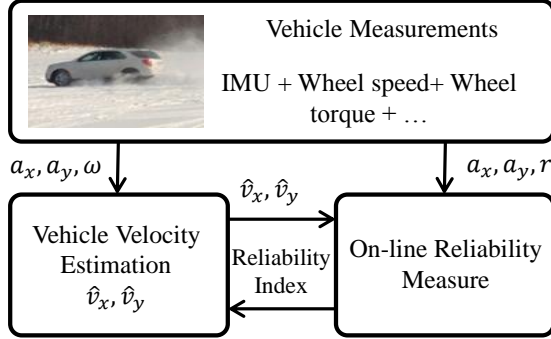 Vehicle Measurements
IMU + Wheel speed+ Wheel
torque + …
a_x, a_y, ω
a_x, a_y, r
v̂_x, v̂_y
Vehicle Velocity
Estimation
v̂_x, v̂_y
Reliability
Index
On-line Reliability
Measure